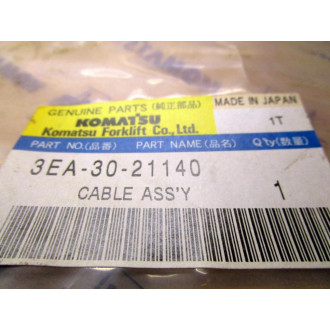 GENUINE PARTS (純正部品) MADE IN JAPAN
KOMATSU 1T
Komatsu Forklift Co., Ltd.
PART NO.(品番) PART NAME(品名) Q'ty(数量)
3EA-30-21140
CABLE ASS'Y 1